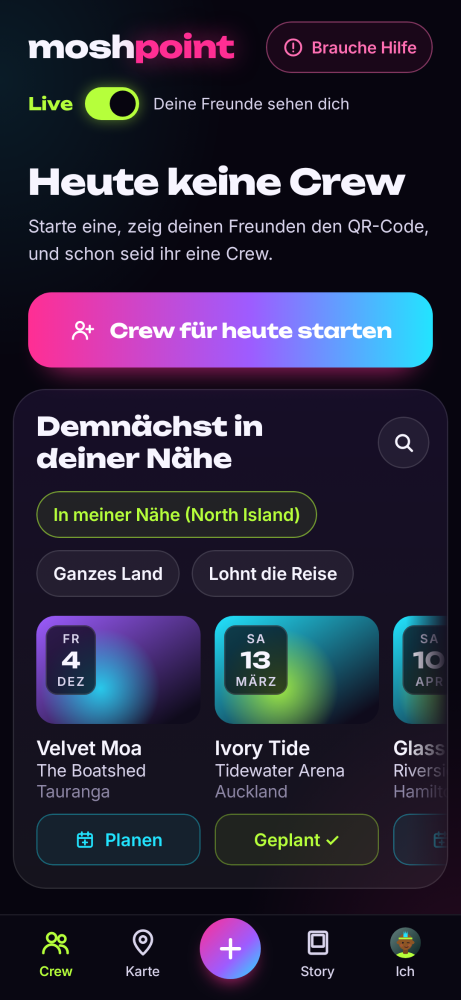 moshpoint
Brauche Hilfe
Live
Deine Freunde sehen dich
Heute keine Crew
Starte eine, zeig deinen Freunden den QR-Code,
und schon seid ihr eine Crew.
Crew für heute starten
Demnächst in
deiner Nähe
In meiner Nähe (North Island)
Ganzes Land
Lohnt die Reise
FR
4
DEZ
SA
13
MÄRZ
SA
10
APR
Velvet Moa
The Boatshed
Tauranga
Planen
Ivory Tide
Tidewater Arena
Auckland
Geplant ✓
Glass
Crew
Karte
Story
Ich